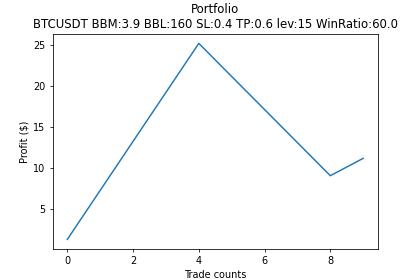 Portfolio
BTCUSDT BBM:3.9 BBL:160 SL:0.4 TP:0.6 lev:15 WinRatio:60.0
25
20
15
10
5
Profit ($)
0 2 4 6 8
Trade counts